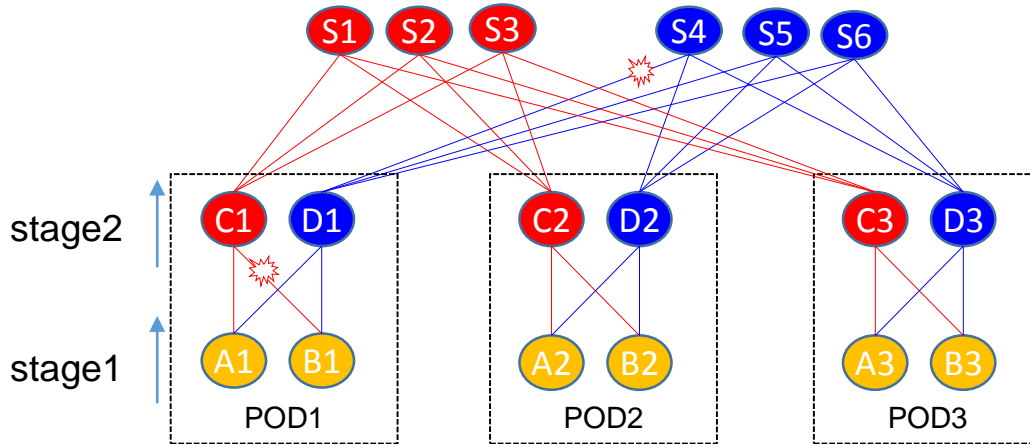 S1 S2 S3 S4 S5 S6
stage2 C1 D1 C2 D2 C3 D3
stage1 A1 B1 A2 B2 A3 B3
POD1 POD2 POD3